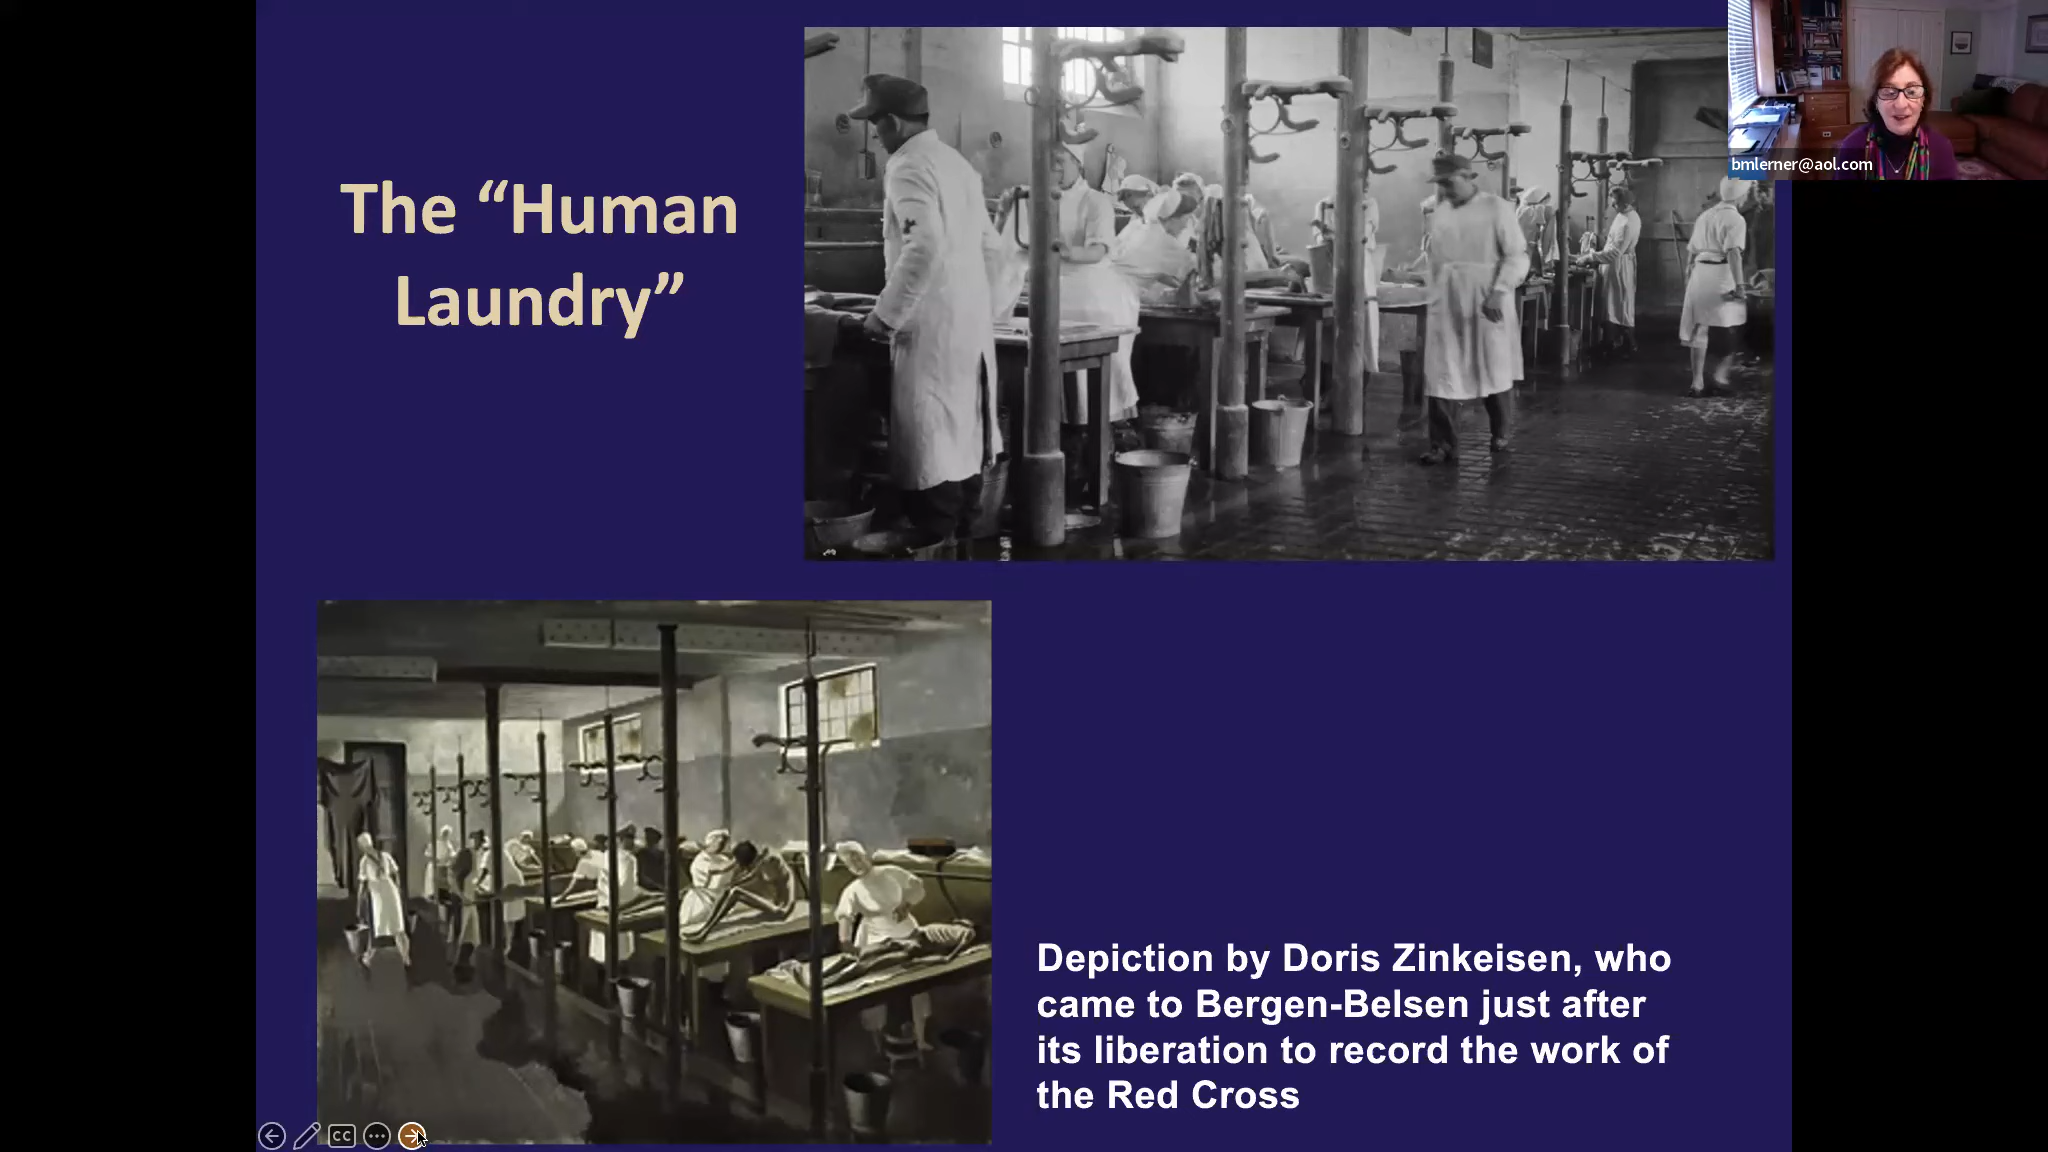 The “Human
Laundry”
bmlerner@aol.com
Depiction by Doris Zinkeisen, who
came to Bergen-Belsen just after
its liberation to record the work of
the Red Cross
CC